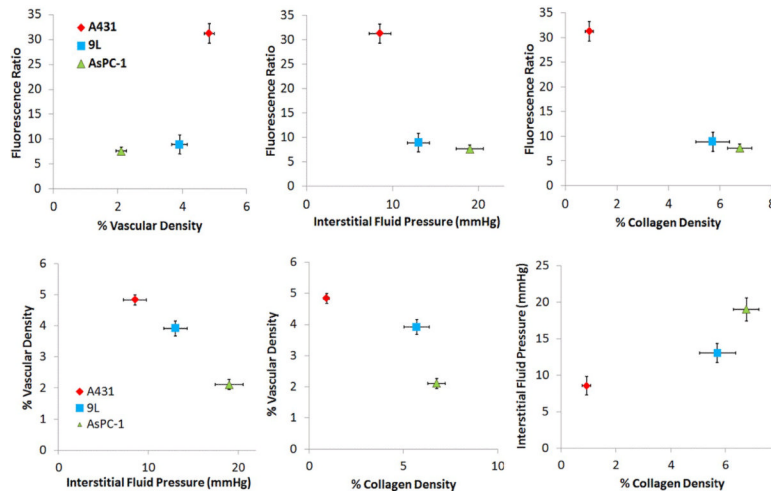 Fluorescence Ratio
35
30
25
20
15
10
5
0
A431
9L
AsPC-1
0 2 4 6
% Vascular Density
Fluorescence Ratio
35
30
25
20
15
10
5
0
0 10 20
Interstitial Fluid Pressure (mmHg)
Fluorescence Ratio
35
30
25
20
15
10
5
0
0 2 4 6 8
% Collagen Density
% Vascular Density
6
5
4
3
2
1
0
A431
9L
AsPC-1
0 10 20
Interstitial Fluid Pressure (mmHg)
% Vascular Density
6
5
4
3
2
1
0
0 5 10
% Collagen Density
Interstitial Fluid Pressure (mmHg)
25
20
15
10
5
0
0 2 4 6 8
% Collagen Density